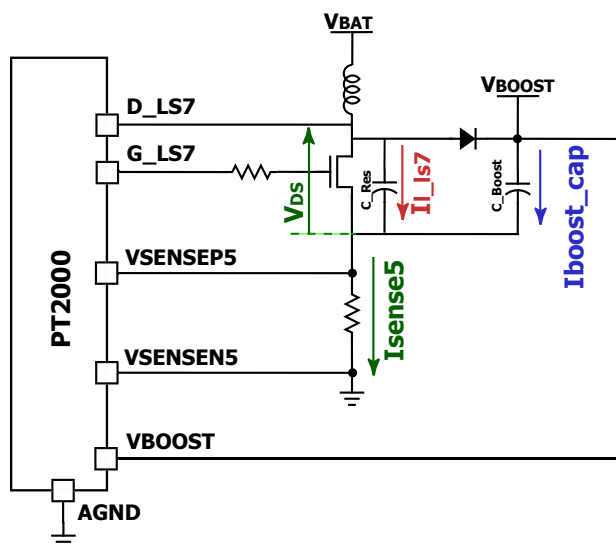 VBAT
D_LS7
VBOOST
G_LS7
VDS
C_Res
Il_ls7
C_Boost
Iboost_cap
PT2000
VSENSEP5
Isense5
VSENSEN5
VBOOST
AGND